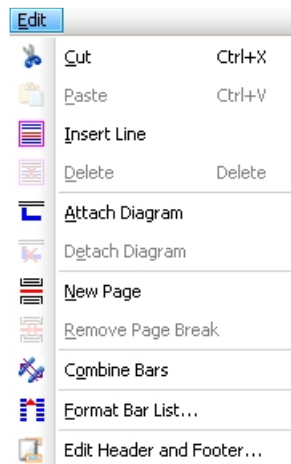 Edit
Cut Ctrl+X
Paste Ctrl+V
Insert Line
Delete Delete
Attach Diagram
Detach Diagram
New Page
Remove Page Break
Combine Bars
Format Bar List...
Edit Header and Footer...